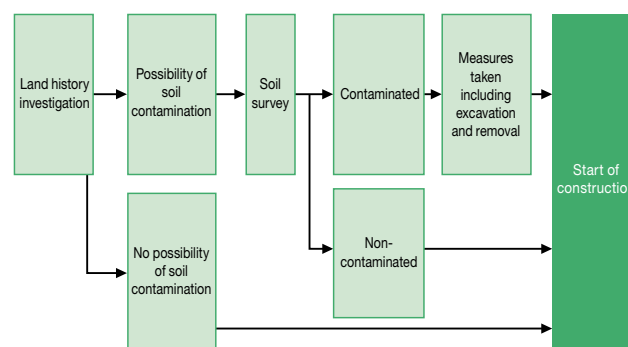 Land history
investigation
Possibility of
soil
contamination
Soil
survey
Contaminated
Measures
taken
including
excavation
and removal
Start of
constructio
No possibility
of soil
contamination
Non-
contaminated